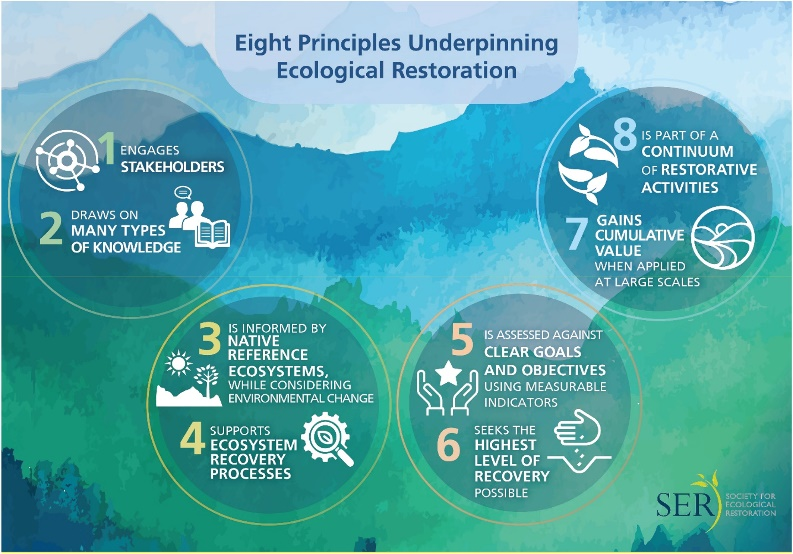 Eight Principles Underpinning
Ecological Restoration
1 ENGAGES
STAKEHOLDERS
2 DRAWS ON
MANY TYPES
OF KNOWLEDGE
3 IS INFORMED BY
NATIVE
REFERENCE
ECOSYSTEMS,
WHILE CONSIDERING
ENVIRONMENTAL CHANGE
4 SUPPORTS
ECOSYSTEM
RECOVERY
PROCESSES
5 IS ASSESSED AGAINST
CLEAR GOALS
AND OBJECTIVES
USING MEASURABLE
INDICATORS
6 SEEKS THE
HIGHEST
LEVEL OF
RECOVERY
POSSIBLE
7 GAINS
CUMULATIVE
VALUE
WHEN APPLIED
AT LARGE SCALES
8 IS PART OF A
CONTINUUM
OF RESTORATIVE
ACTIVITIES
SER
SOCIETY FOR
ECOLOGICAL
RESTORATION